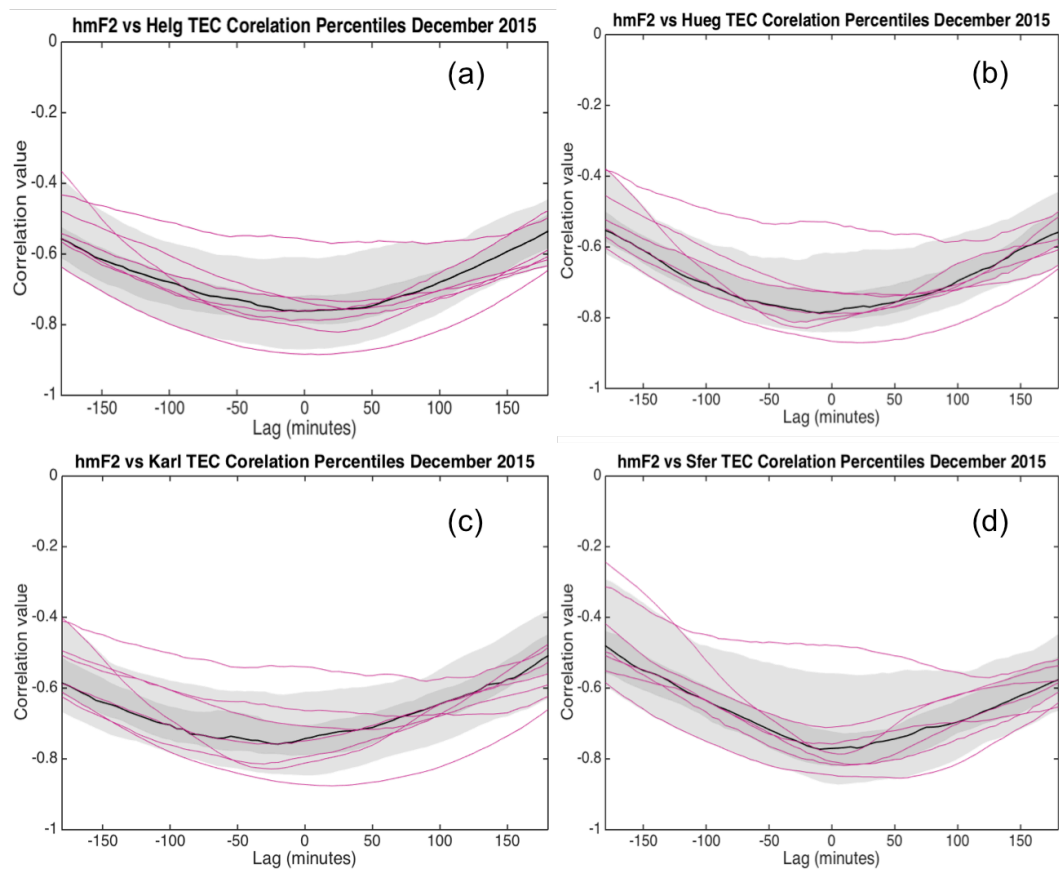 hmF2 vs Helg TEC Corelation Percentiles December 2015
(a)
0
-0.2
-0.4
-0.6
-0.8
-1
Correlation value
-150 -100 -50 0 50 100 150
Lag (minutes)
hmF2 vs Hueg TEC Corelation Percentiles December 2015
(b)
0
-0.2
-0.4
-0.6
-0.8
-1
Correlation value
-150 -100 -50 0 50 100 150
Lag (minutes)
hmF2 vs Karl TEC Corelation Percentiles December 2015
(c)
0
-0.2
-0.4
-0.6
-0.8
-1
Correlation value
-150 -100 -50 0 50 100 150
Lag (minutes)
hmF2 vs Sfer TEC Corelation Percentiles December 2015
(d)
0
-0.2
-0.4
-0.6
-0.8
-1
Correlation value
-150 -100 -50 0 50 100 150
Lag (minutes)